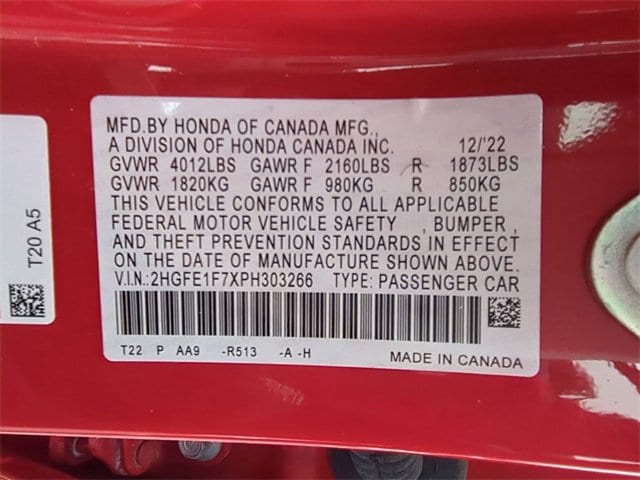 MFD.BY HONDA OF CANADA MFG.,
A DIVISION OF HONDA CANADA INC. 12/'22
GVWR 4012LBS GAWR F 2160LBS R 1873LBS
GVWR 1820KG GAWR F 980KG R 850KG
THIS VEHICLE CONFORMS TO ALL APPLICABLE
FEDERAL MOTOR VEHICLE SAFETY , BUMPER ,
AND THEFT PREVENTION STANDARDS IN EFFECT
ON THE DATE OF MANUFACTURE SHOWN ABOVE.
V.I.N.:2HGFE1F7XPH303266 TYPE: PASSENGER CAR
T22 P AA9 -R513 -A -H MADE IN CANADA
T20 A5